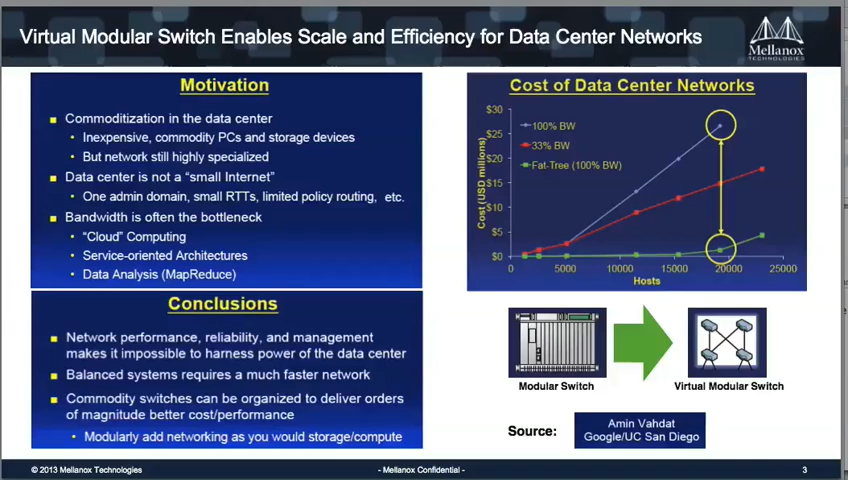 Virtual Modular Switch Enables Scale and Efficiency for Data Center Networks
Mellanox
TECHNOLOGIES
Motivation
Commoditization in the data center
Inexpensive, commodity PCs and storage devices
But network still highly specialized
Data center is not a “small Internet”
One admin domain, small RTTs, limited policy routing, etc.
Bandwidth is often the bottleneck
“Cloud” Computing
Service-oriented Architectures
Data Analysis (MapReduce)
Conclusions
Network performance, reliability, and management
makes it impossible to harness power of the data center
Balanced systems requires a much faster network
Commodity switches can be organized to deliver orders
of magnitude better cost/performance
Modularly add networking as you would storage/compute
Cost of Data Center Networks
Cost (USD millions)
$30
$25
$20
$15
$10
$5
$0
100% BW
33% BW
Fat-Tree (100% BW)
0 5000 10000 15000 20000 25000
Hosts
Modular Switch
Virtual Modular Switch
Source:
Amin Vahdat
Google/UC San Diego
© 2013 Mellanox Technologies
- Mellanox Confidential -
3